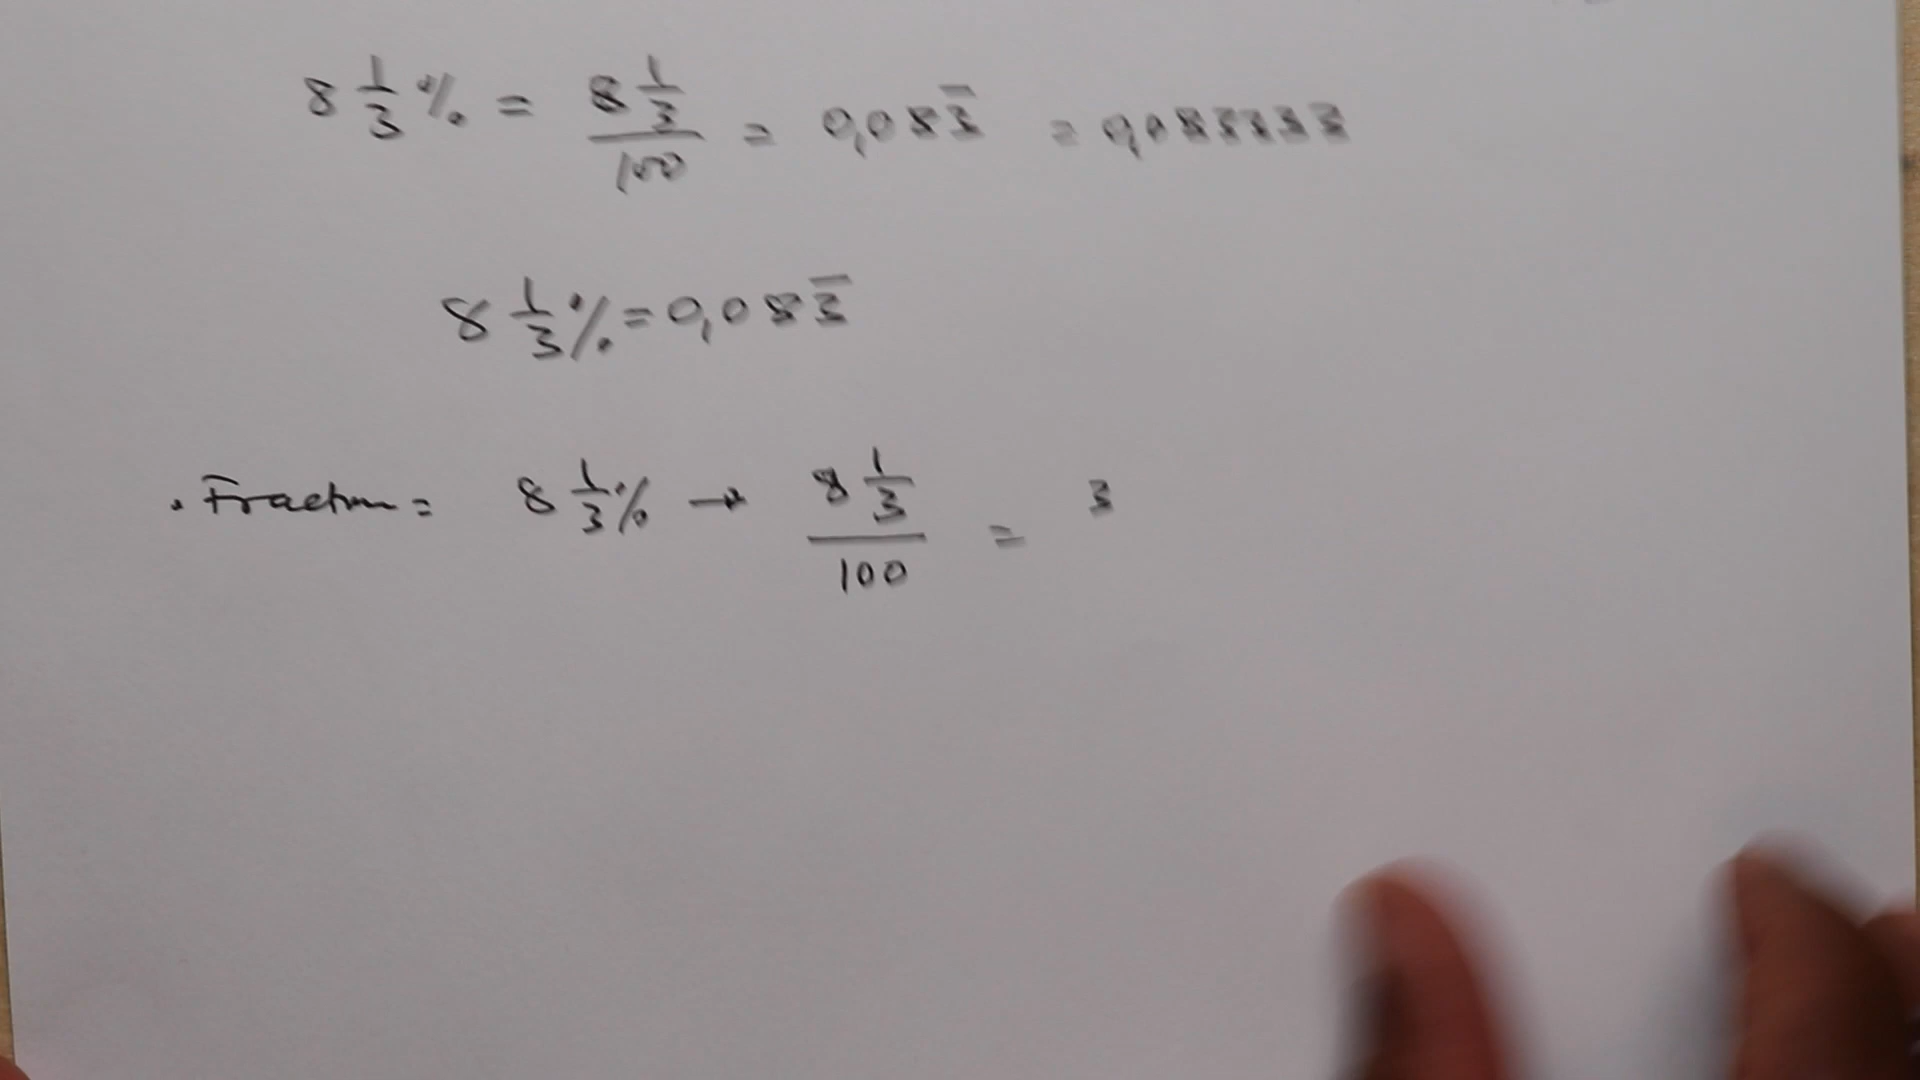 8 1/3 % = 8 1/3 / 100 = 0,083̅ = 0,083333
8 1/3 % = 0,083̅
. Fraction = 8 1/3 % → 8 1/3 / 100 = 3